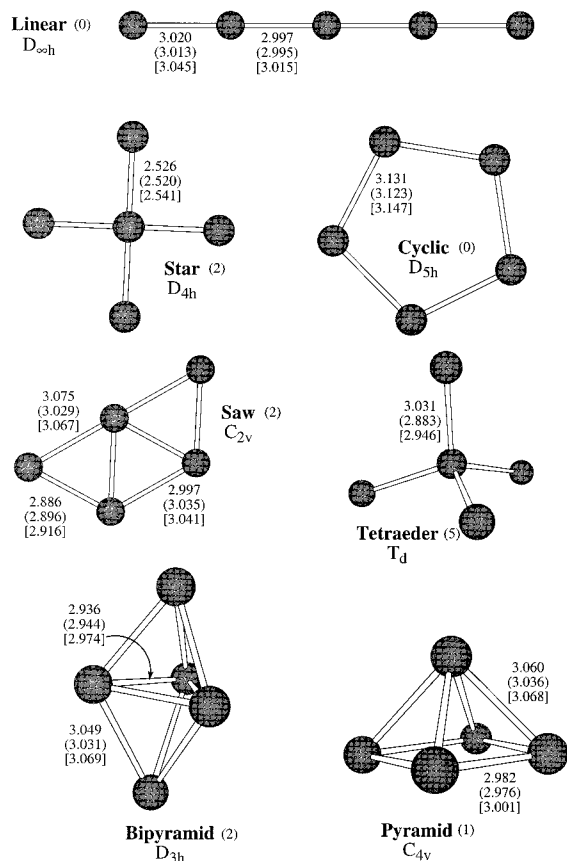 Linear (0)
D∞h
3.020
(3.013)
[3.045]
2.997
(2.995)
[3.015]
2.526
(2.520)
[2.541]
Star (2)
D4h
3.131
(3.123)
[3.147]
Cyclic (0)
D5h
3.075
(3.029)
[3.067]
Saw (2)
C2v
2.886
(2.896)
[2.916]
2.997
(3.035)
[3.041]
3.031
(2.883)
[2.946]
Tetraeder (5)
Td
2.936
(2.944)
[2.974]
3.049
(3.031)
[3.069]
Bipyramid (2)
D3h
3.060
(3.036)
[3.068]
2.982
(2.976)
[3.001]
Pyramid (1)
C4v